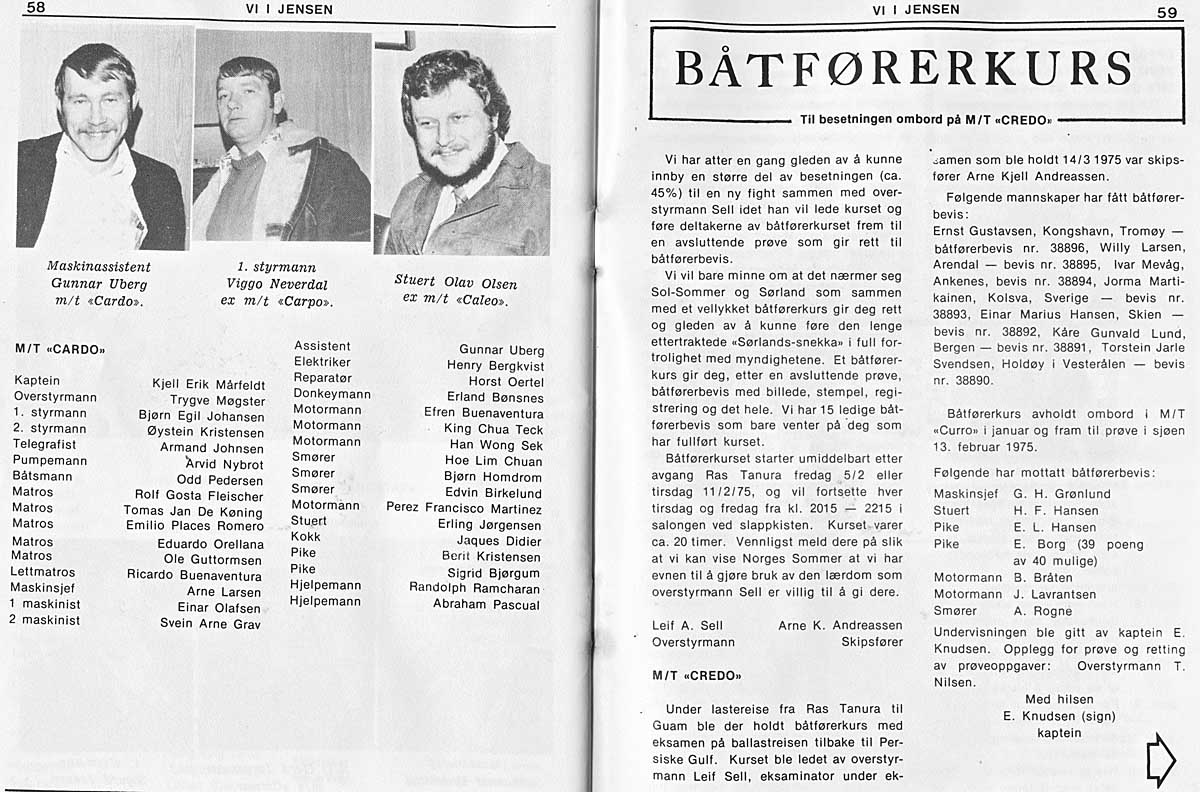 58
VI I JENSEN
Maskinassistent
Gunnar Uberg
m/t «Cardo».
1. styrmann
Viggo Neverdal
ex m/t «Carpo».
Stuert Olav Olsen
ex m/t «Caleo».
M/T «CARDO»
Kaptein Kjell Erik Mårfeldt
Overstyrmann Trygve Møgster
1. styrmann Bjørn Egil Johansen
2. styrmann Øystein Kristensen
Telegrafist Armand Johnsen
Pumpemann Arvid Nybrot
Båtsmann Odd Pedersen
Matros Rolf Gosta Fleischer
Matros Tomas Jan De Køning
Matros Emilio Places Romero
Matros Eduardo Orellana
Matros Ole Guttormsen
Lettmatros Ricardo Buenaventura
Maskinsjef Arne Larsen
1 maskinist Einar Olafsen
2 maskinist Svein Arne Grav
Assistent Gunnar Uberg
Elektriker Henry Bergkvist
Reparatør Horst Oertel
Donkeymann Erland Bønsnes
Motormann Efren Buenaventura
Motormann King Chua Teck
Motormann Han Wong Sek
Smører Hoe Lim Chuan
Smører Bjørn Homdrom
Smører Edvin Birkelund
Motormann Perez Francisco Martinez
Stuert Erling Jørgensen
Kokk Jaques Didier
Pike Berit Kristensen
Pike Sigrid Bjørgum
Hjelpemann Randolph Ramcharan
Hjelpemann Abraham Pascual
VI I JENSEN
59
BÅTFØRERKURS
Til besetningen ombord på M/T «CREDO»
Vi har atter en gang gleden av å kunne
innby en større del av besetningen (ca.
45%) til en ny fight sammen med over-
styrmann Sell idet han vil lede kurset og
føre deltakerne av båtførerkurset frem til
en avsluttende prøve som gir rett til
båtførerbevis.
Vi vil bare minne om at det nærmer seg
Sol-Sommer og Sørland som sammen
med et vellykket båtførerkurs gir deg rett
og gleden av å kunne føre den lenge
ettertraktede «Sørlands-snekka» i full for-
trolighet med myndighetene. Et båtfører-
kurs gir deg, etter en avsluttende prøve,
båtførerbevis med billede, stempel, regi-
strering og det hele. Vi har 15 ledige båt-
førerbevis som bare venter på deg som
har fullført kurset.
Båtførerkurset starter umiddelbart etter
avgang Ras Tanura fredag 5/2 eller
tirsdag 11/2/75, og vil fortsette hver
tirsdag og fredag fra kl. 2015 — 2215 i
salongen ved slappkisten. Kurset varer
ca. 20 timer. Vennligst meld dere på slik
at vi kan vise Norges Sommer at vi har
evnen til å gjøre bruk av den lærdom som
overstyrmann Sell er villig til å gi dere.
Leif A. Sell Arne K. Andreassen
Overstyrmann Skipsfører
M/T «CREDO»
Under lastereise fra Ras Tanura til
Guam ble der holdt båtførerkurs med
eksamen på ballastreisen tilbake til Per-
siske Gulf. Kurset ble ledet av overstyr-
mann Leif Sell, eksaminator under ek-
samen som ble holdt 14/3 1975 var skips-
fører Arne Kjell Andreassen.
Følgende mannskaper har fått båtfører-
bevis:
Ernst Gustavsen, Kongshavn, Tromøy —
båtførerbevis nr. 38896, Willy Larsen,
Arendal — bevis nr. 38895, Ivar Mevåg,
Ankenes, bevis nr. 38894, Jorma Marti-
kainen, Kolsva, Sverige — bevis nr.
38893, Einar Marius Hansen, Skien —
bevis nr. 38892, Kåre Gunvald Lund,
Bergen — bevis nr. 38891, Torstein Jarle
Svendsen, Holdøy i Vesterålen — bevis
nr. 38890.
Båtførerkurs avholdt ombord i M/T
«Curro» i januar og fram til prøve i sjøen
13. februar 1975.
Følgende har mottatt båtførerbevis:
Maskinsjef G. H. Grønlund
Stuert H. F. Hansen
Pike E. L. Hansen
Pike E. Borg (39 poeng
av 40 mulige)
Motormann B. Bråten
Motormann J. Lavrantsen
Smører A. Rogne
Undervisningen ble gitt av kaptein E.
Knudsen. Opplegg for prøve og retting
av prøveoppgaver: Overstyrmann T.
Nilsen.
Med hilsen
E. Knudsen (sign)
kaptein